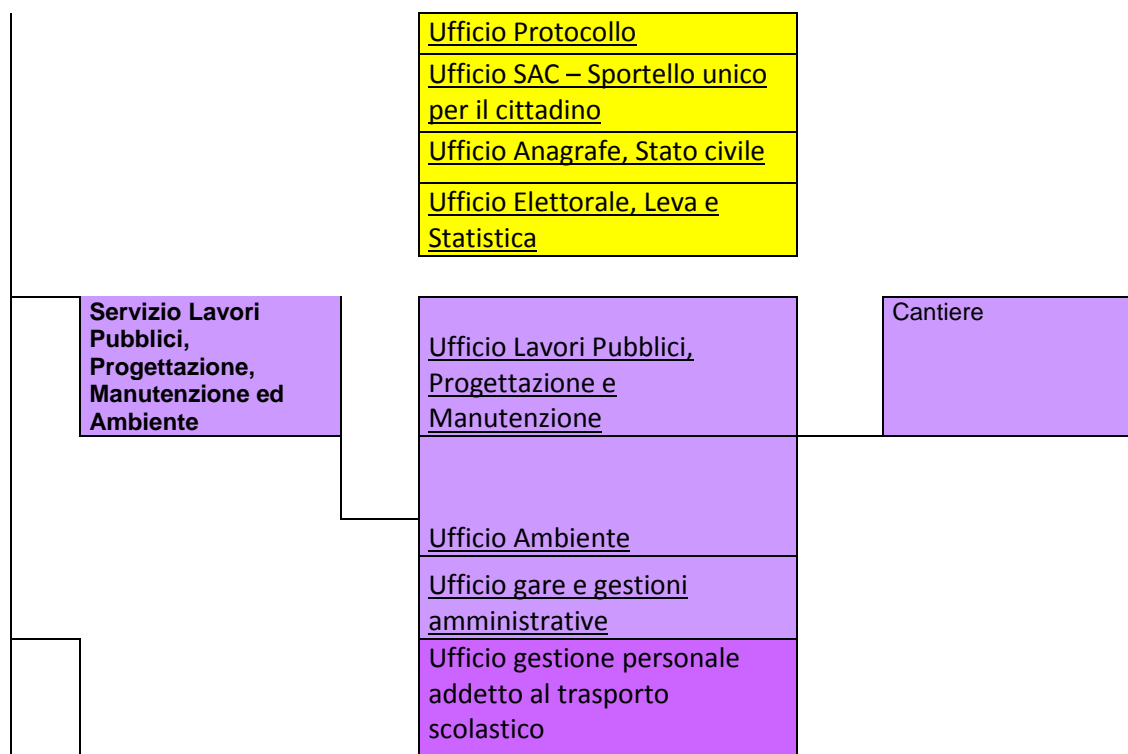 Ufficio Protocollo
Ufficio SAC – Sportello unico
per il cittadino
Ufficio Anagrafe, Stato civile
Ufficio Elettorale, Leva e
Statistica
Servizio Lavori
Pubblici,
Progettazione,
Manutenzione ed
Ambiente
Ufficio Lavori Pubblici,
Progettazione e
Manutenzione
Cantiere
Ufficio Ambiente
Ufficio gare e gestioni
amministrative
Ufficio gestione personale
addetto al trasporto
scolastico